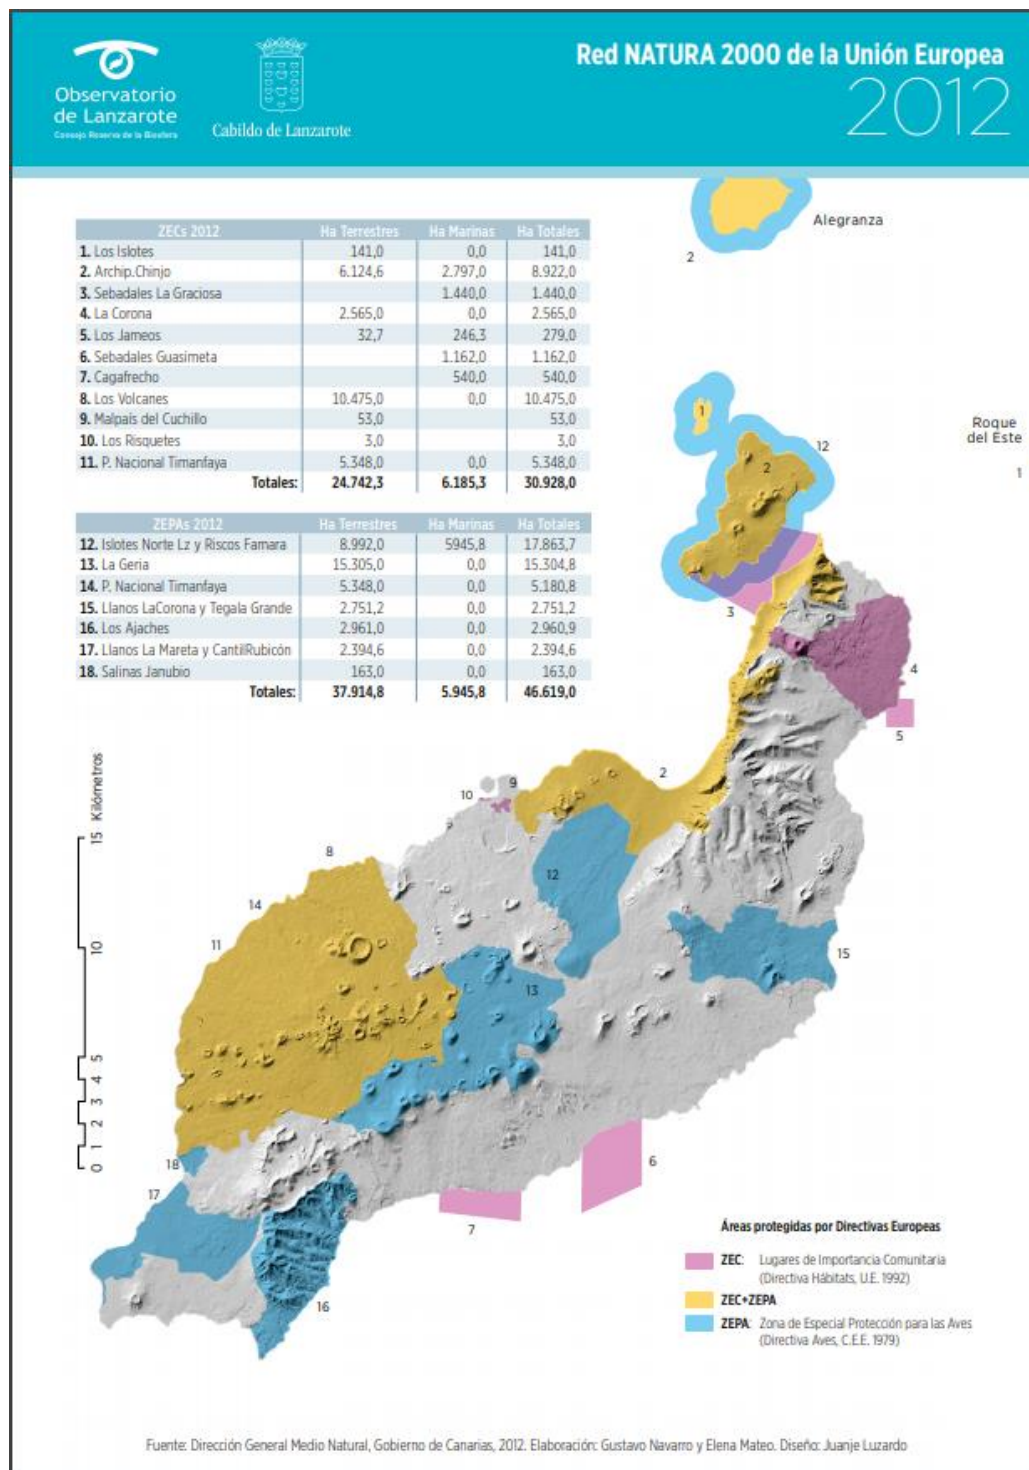 Observatorio
de Lanzarote
Consejo Reserva de la Biosfera
Cabildo de Lanzarote
Red NATURA 2000 de la Unión Europea
2012
ZECs 2012 Ha Terrestres Ha Marinas Ha Totales
1. Los Islotes 141,0 0,0 141,0
2. Archip.Chinjo 6.124,6 2.797,0 8.922,0
3. Sebadales La Graciosa 1.440,0 1.440,0
4. La Corona 2.565,0 0,0 2.565,0
5. Los Jameos 32,7 246,3 279,0
6. Sebadales Guasimeta 1.162,0 1.162,0
7. Cagafrecho 540,0 540,0
8. Los Volcanes 10.475,0 0,0 10.475,0
9. Malpaís del Cuchillo 53,0 53,0
10. Los Risquetes 3,0 3,0
11. P. Nacional Timanfaya 5.348,0 0,0 5.348,0
Totales: 24.742,3 6.185,3 30.928,0
ZEPAs 2012 Ha Terrestres Ha Marinas Ha Totales
12. Islotes Norte Lz y Riscos Famara 8.992,0 5945,8 17.863,7
13. La Geria 15.305,0 0,0 15.304,8
14. P. Nacional Timanfaya 5.348,0 0,0 5.180,8
15. Llanos LaCorona y Tegala Grande 2.751,2 0,0 2.751,2
16. Los Ajaches 2.961,0 0,0 2.960,9
17. Llanos La Mareta y CantilRubicón 2.394,6 0,0 2.394,6
18. Salinas Janubio 163,0 0,0 163,0
Totales: 37.914,8 5.945,8 46.619,0
Alegranza
2
1
Roque
del Este
1
12
2
3
4
5
2
9
10
8
12
14
11
15
13
18
17
6
7
16
Kilómetros
15
10
5
4
3
2
1
0
Áreas protegidas por Directivas Europeas
ZEC: Lugares de Importancia Comunitaria
(Directiva Hábitats, U.E. 1992)
ZEC+ZEPA
ZEPA: Zona de Especial Protección para las Aves
(Directiva Aves, C.E.E. 1979)
Fuente: Dirección General Medio Natural, Gobierno de Canarias, 2012. Elaboración: Gustavo Navarro y Elena Mateo. Diseño: Juanje Luzardo